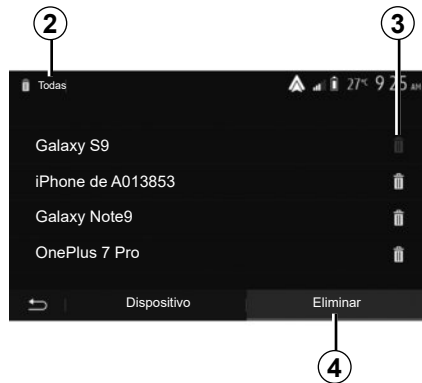 2
3
Todas 27°C 9 25 AM
Galaxy S9
iPhone de A013853
Galaxy Note9
OnePlus 7 Pro
Dispositivo Eliminar
4